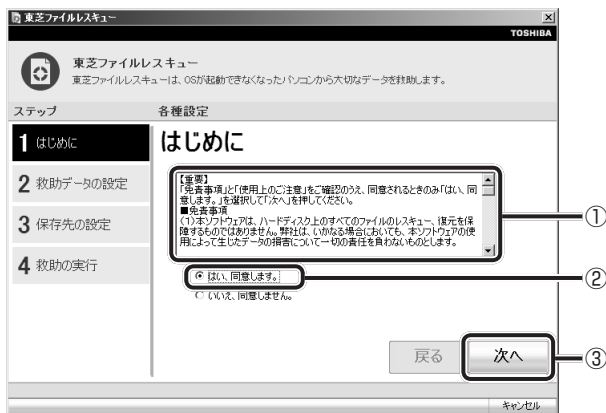 東芝ファイルレスキュー
TOSHIBA
東芝ファイルレスキュー
東芝ファイルレスキューは、OSが起動できなくなったパソコンから大切なデータを救助します。
ステップ
各種設定
1 はじめに
2 救助データの設定
3 保存先の設定
4 救助の実行
はじめに
【重要】
「免責事項」と「使用上のご注意」をご確認のうえ、同意されるときのみ「はい、同
意します。」を選択して「次へ」を押してください。
■免責事項
(1)本ソフトウェアは、ハードディスク上のすべてのファイルのレスキュー、復元を保
障するものではありません。弊社は、いかなる場合においても、本ソフトウェアの使
用によって生じたデータの損害について一切の責任を負わないものとします。
①
はい、同意します。
②
いいえ、同意しません。
戻る
次へ
③
キャンセル